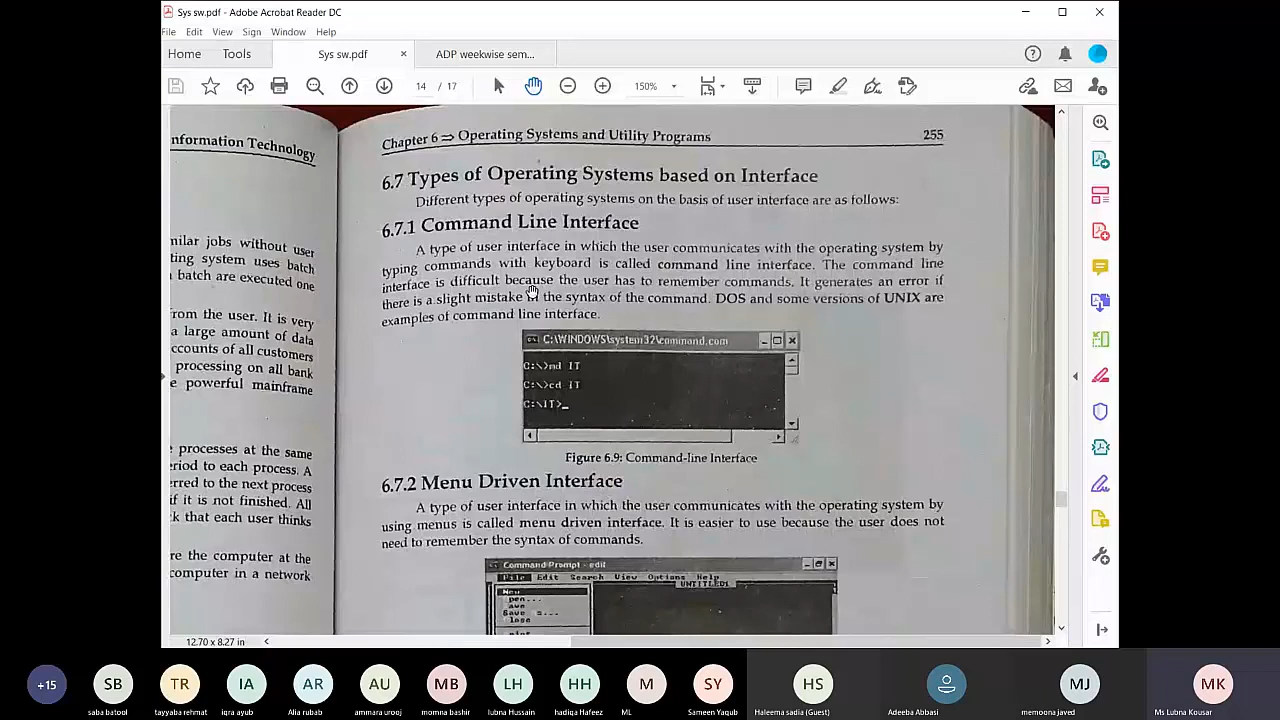 Sys sw.pdf - Adobe Acrobat Reader DC
File Edit View Sign Window Help
Home Tools Sys sw.pdf × ADP weekwise sem...
14 / 17 150%
nformation Technology
milar jobs without user
ting system uses batch
batch are executed one
from the user. It is very
a large amount of data
ccounts of all customers
processing on all bank
e powerful mainframe
processes at the same
eriod to each process. A
rred to the next process
if it is not finished. All
k that each user thinks
re the computer at the
computer in a network
Chapter 6 ⇒ Operating Systems and Utility Programs 255
6.7 Types of Operating Systems based on Interface
Different types of operating systems on the basis of user interface are as follows:
6.7.1 Command Line Interface
A type of user interface in which the user communicates with the operating system by
typing commands with keyboard is called command line interface. The command line
interface is difficult because the user has to remember commands. It generates an error if
there is a slight mistake in the syntax of the command. DOS and some versions of UNIX are
examples of command line interface.
C:\WINDOWS\system32\command.com
C:\>md IT
C:\>cd IT
C:\IT>_
Figure 6.9: Command-line Interface
6.7.2 Menu Driven Interface
A type of user interface in which the user communicates with the operating system by
using menus is called menu driven interface. It is easier to use because the user does not
need to remember the syntax of commands.
Command Prompt - edit
File Edit Search View Options Help
UNTITLED1
New
pen...
ave
Save s...
lose
12.70 x 8.27 in
+15 SB TR IA AR AU MB LH HH M SY HS MJ MK
saba batool tayyaba rehmat iqra ayub Alia rubab ammara urooj momna bashir lubna Hussain hadiqa Hafeez ML Sameen Yaqub Haleema sadia (Guest) Adeeba Abbasi memoona javed Ms Lubna Kousar